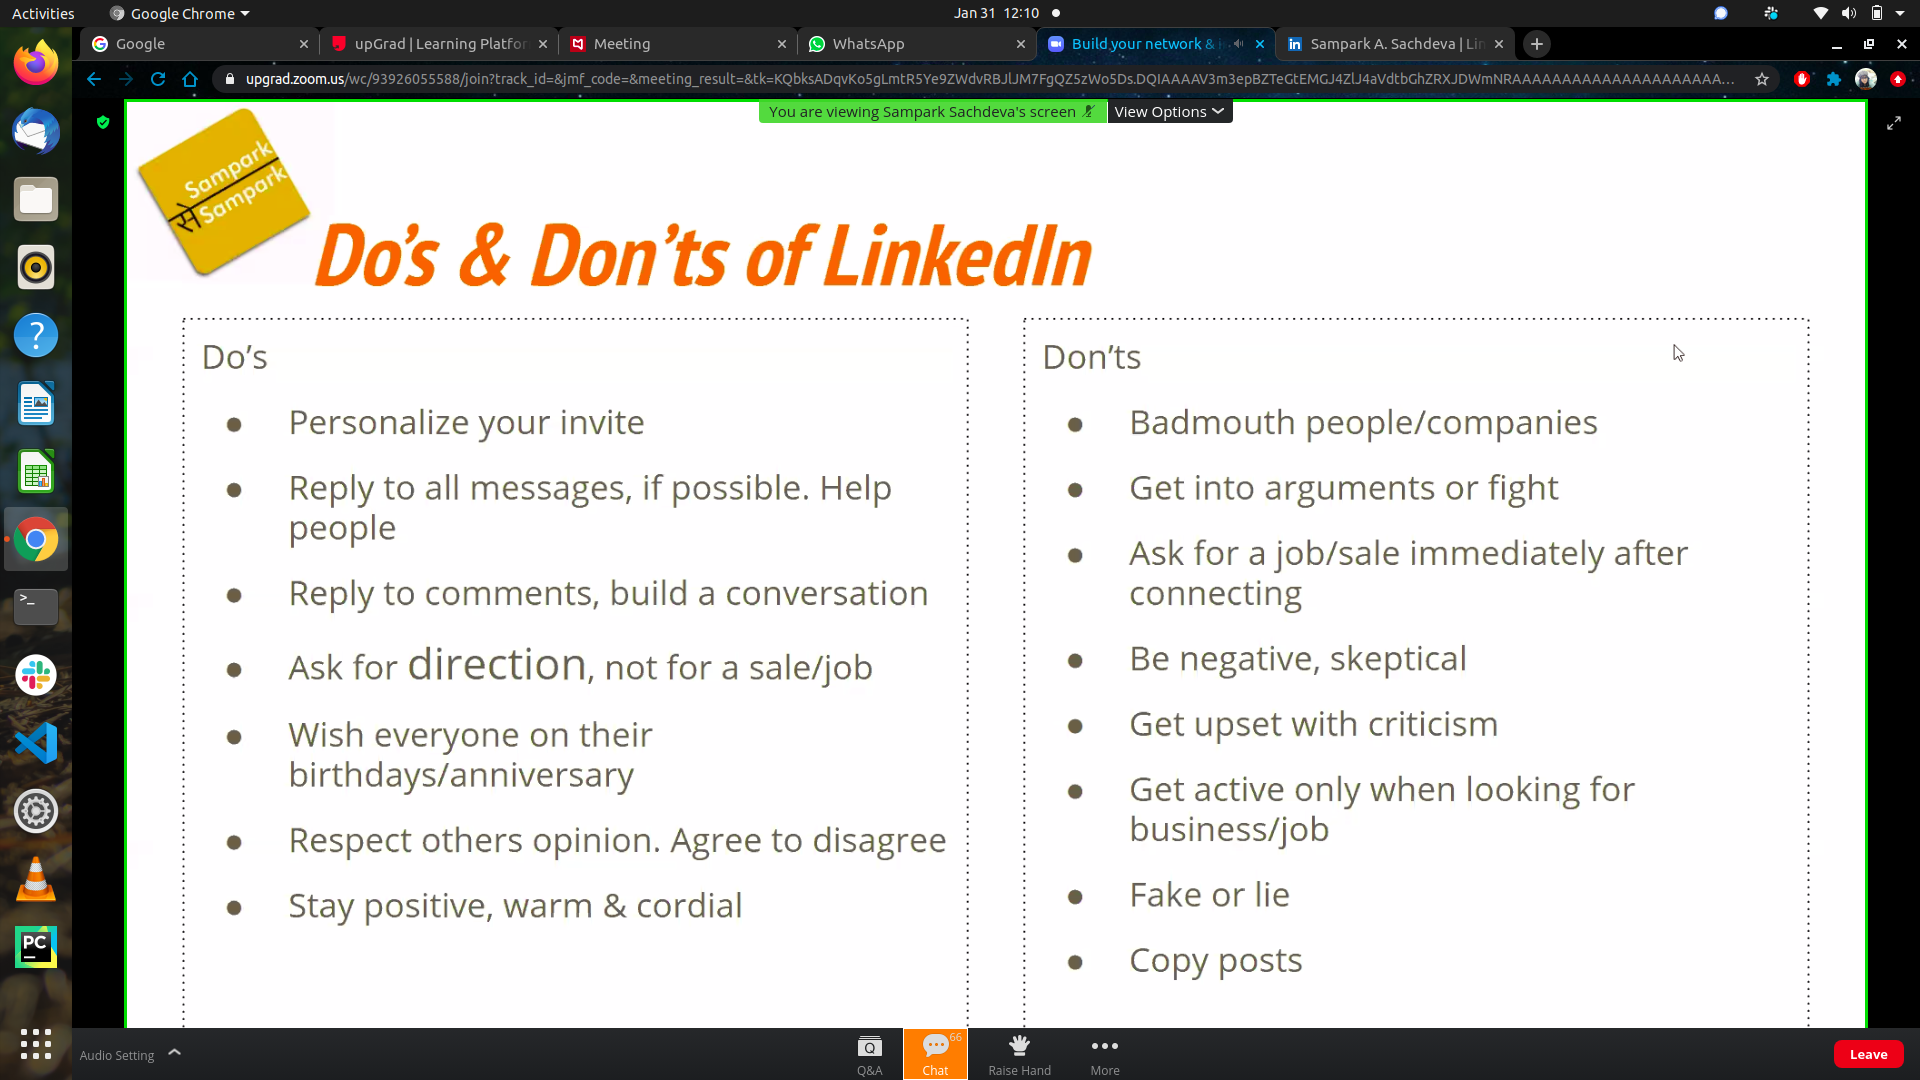 Activities
Google Chrome
Jan 31 12:10
Google
upGrad | Learning Platfor
Meeting
WhatsApp
Build your network &
Sampark A. Sachdeva | Lin
upgrad.zoom.us/wc/93926055588/join?track_id=&jmf_code=&meeting_result=&tk=KQbksADqvKo5gLmtR5Ye9ZWdvRBJlJM7FgQZ5zWo5Ds.DQIAAAAV3m3epBZTeGtEMGJ4ZlJ4aVdtbGhZRXJDWmNRAAAAAAAAAAAAAAAAAAAAAA...
You are viewing Sampark Sachdeva's screen
View Options
Sampark
से Sampark
Do’s & Don’ts of LinkedIn
Do’s
Personalize your invite
Reply to all messages, if possible. Help
people
Reply to comments, build a conversation
Ask for direction, not for a sale/job
Wish everyone on their
birthdays/anniversary
Respect others opinion. Agree to disagree
Stay positive, warm & cordial
Don’ts
Badmouth people/companies
Get into arguments or fight
Ask for a job/sale immediately after
connecting
Be negative, skeptical
Get upset with criticism
Get active only when looking for
business/job
Fake or lie
Copy posts
PC
Audio Setting
Q&A
66
Chat
Raise Hand
More
Leave